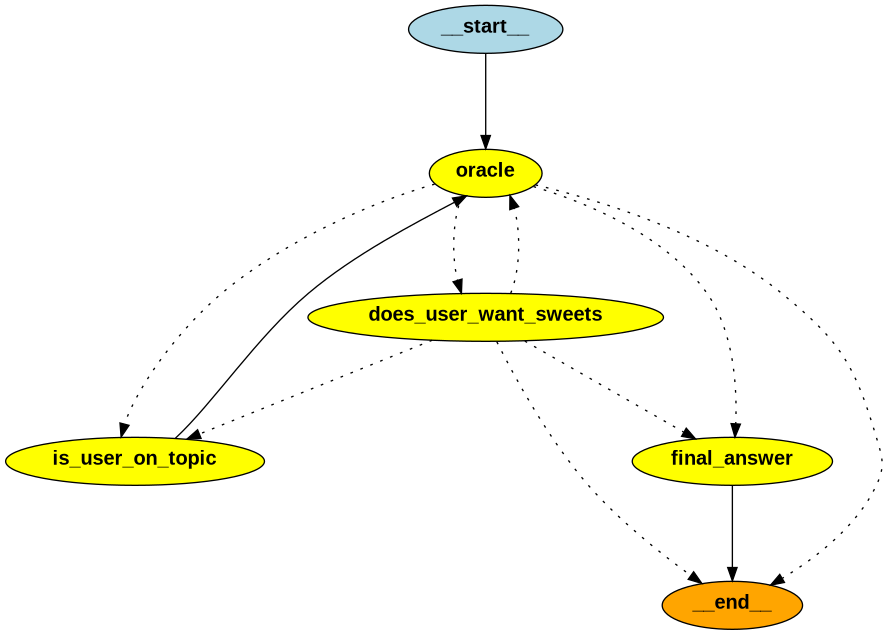 __start__
oracle
does_user_want_sweets
is_user_on_topic
final_answer
__end__